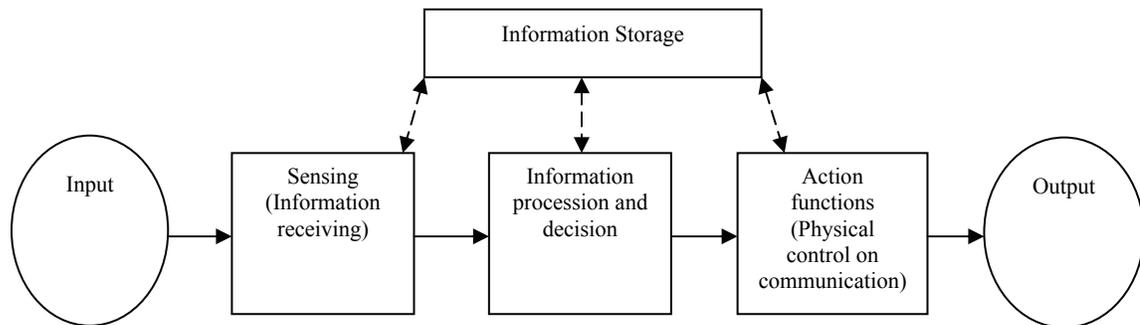 Information Storage
Input
Sensing
(Information
receiving)
Information
procession and
decision
Action
functions
(Physical
control on
communication)
Output